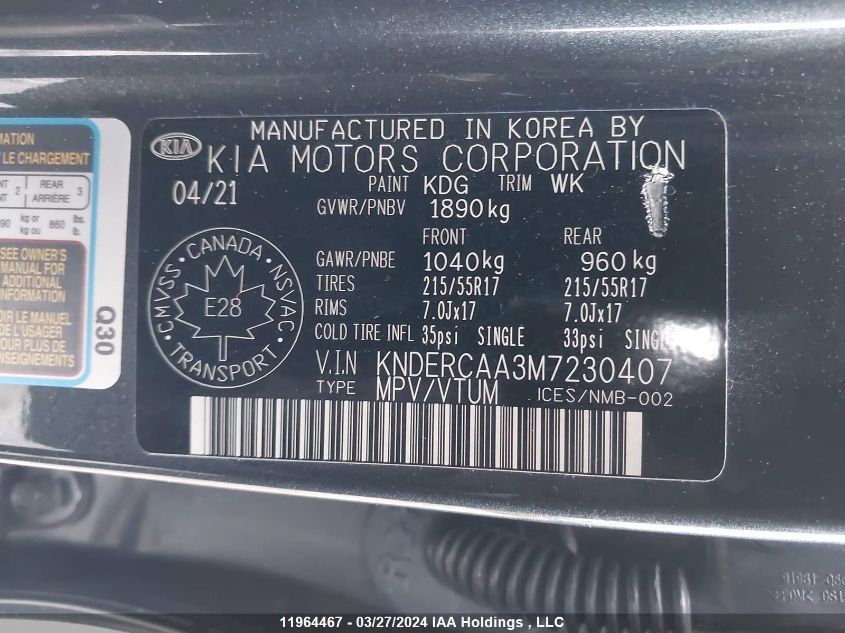 MATION
LE CHARGEMENT
2
REAR
ARRIÈRE 3
kg or
kg ou
860
lbs.
lb.
SEE OWNER'S
MANUAL FOR
ADDITIONAL
INFORMATION
LE MANUEL
DE L'USAGER
POUR PLUS DE
RENSEIGNEMENTS
Q30
KIA
MANUFACTURED IN KOREA BY
KIA MOTORS CORPORATION
04/21
PAINT KDG TRIM WK
GVWR/PNBV 1890kg
FRONT REAR
GAWR/PNBE 1040kg 960kg
TIRES 215/55R17 215/55R17
RIMS 7.0Jx17 7.0Jx17
COLD TIRE INFL 35psi SINGLE 33psi SINGLE
V.I.N KNDERCAA3M7230407
TYPE MPV/VTUM ICES/NMB-002
CANADA
CMVSS
NSVAC
E28
TRANSPORT
11964467 - 03/27/2024 IAA Holdings , LLC